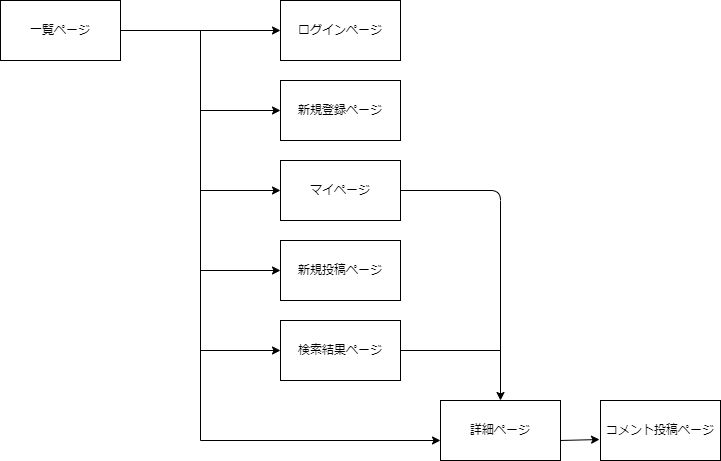 一覧ページ
ログインページ
新規登録ページ
マイページ
新規投稿ページ
検索結果ページ
詳細ページ
コメント投稿ページ